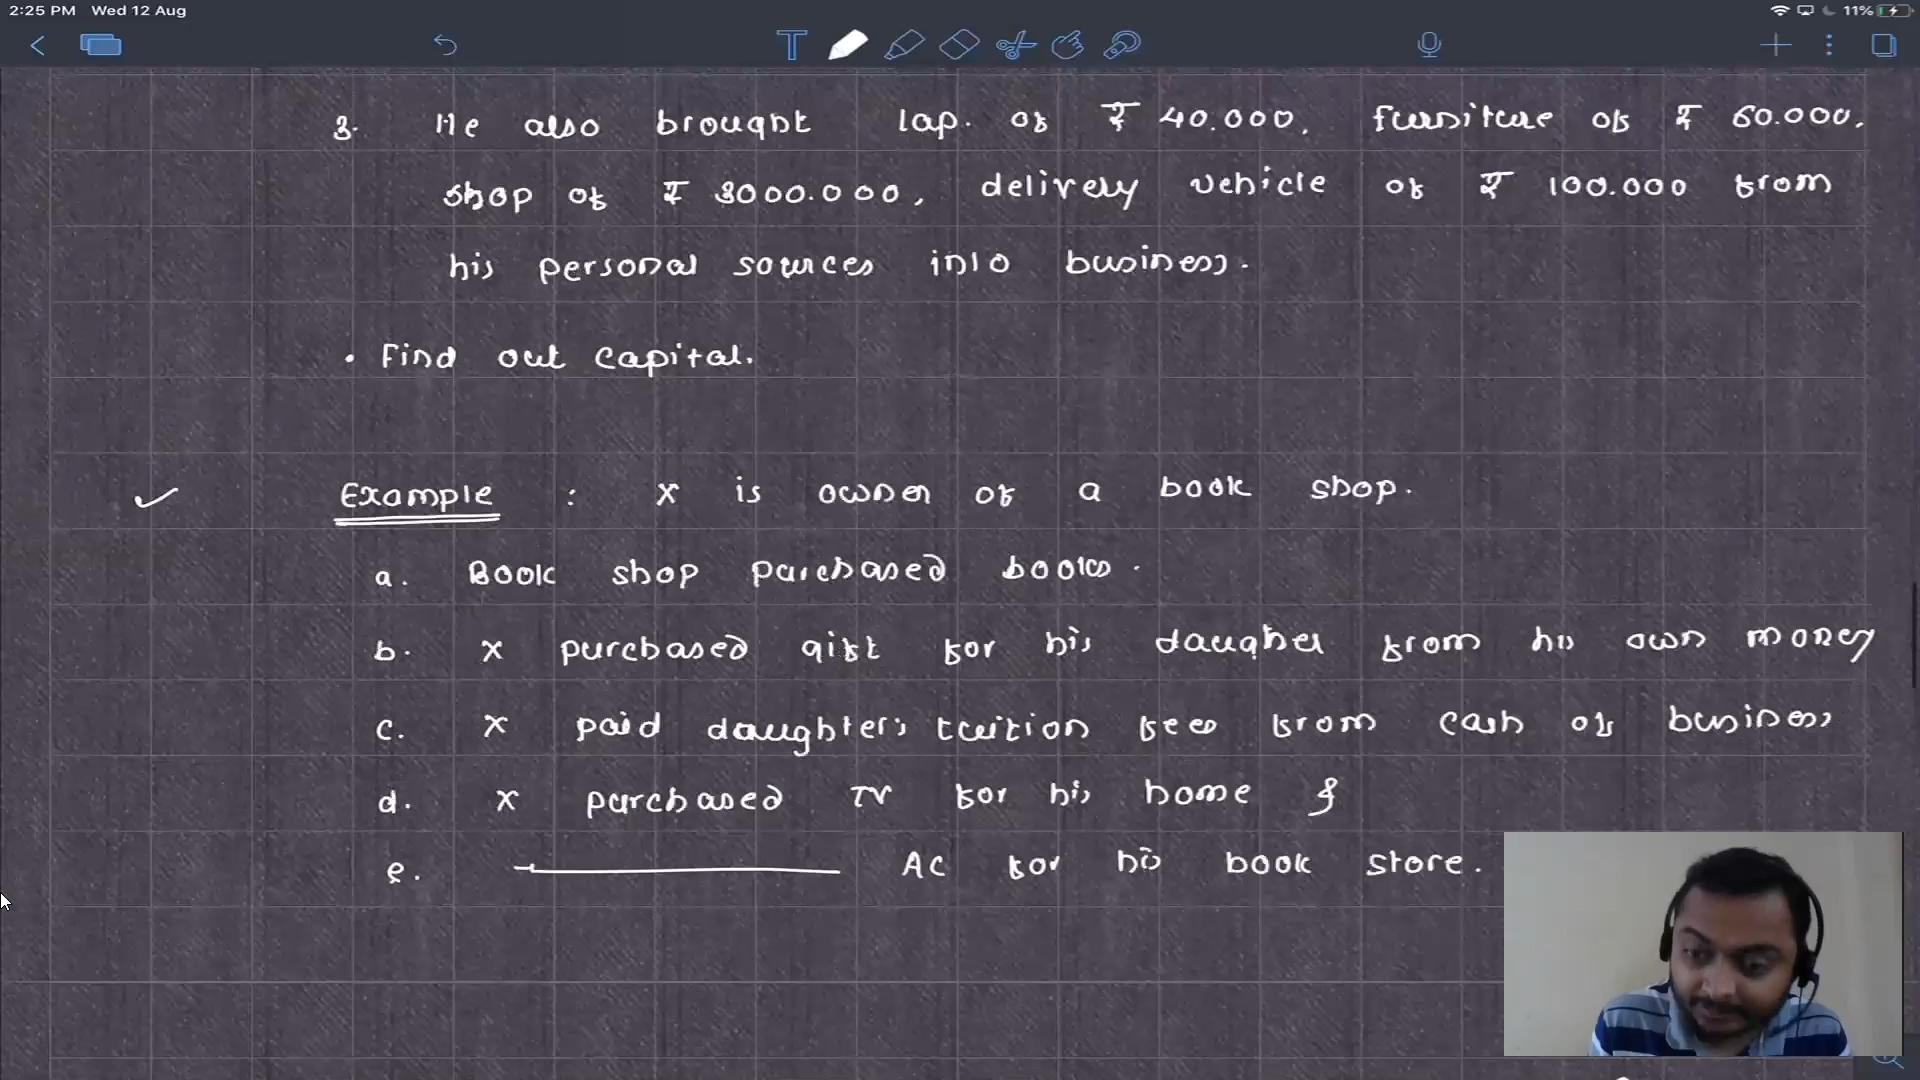 2:25 PM Wed 12 Aug
11%
T
3. He also brought lap. of ₹ 40.000, furniture of ₹ 60.000,
shop of ₹ 3000.000, delivery vehicle of ₹ 100.000 from
his personal sources into business.
• Find out capital.
Example : X is owner of a book shop.
a. Book shop purchased books.
b. X purchased gift for his daugher from his own money
c. X paid daughter's tuition fees from cash of business
d. X purchased TV for his home &
e. AC for his book store.